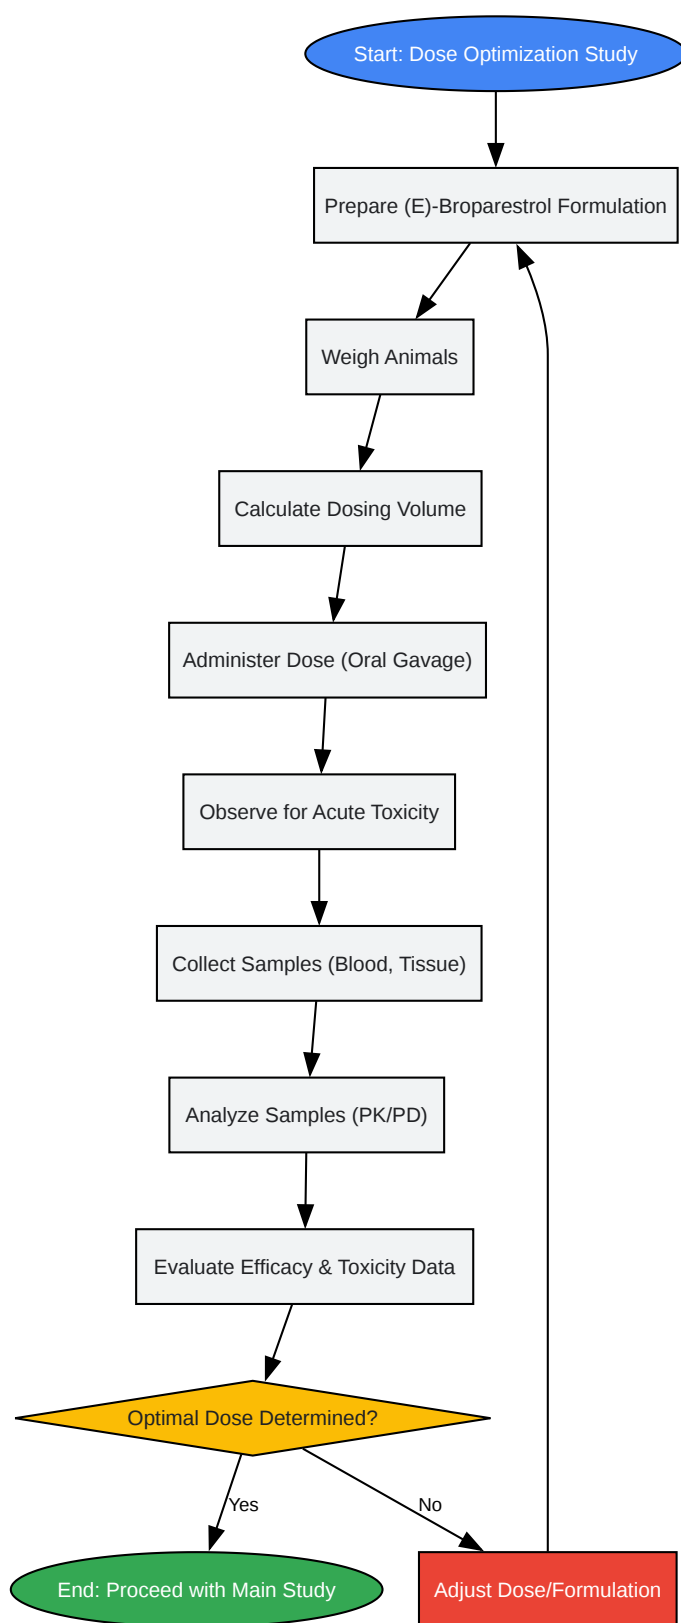 Start: Dose Optimization Study
Prepare (E)-Broparestrol Formulation
Weigh Animals
Calculate Dosing Volume
Administer Dose (Oral Gavage)
Observe for Acute Toxicity
Collect Samples (Blood, Tissue)
Analyze Samples (PK/PD)
Evaluate Efficacy & Toxicity Data
Optimal Dose Determined?
Yes
No
End: Proceed with Main Study
Adjust Dose/Formulation